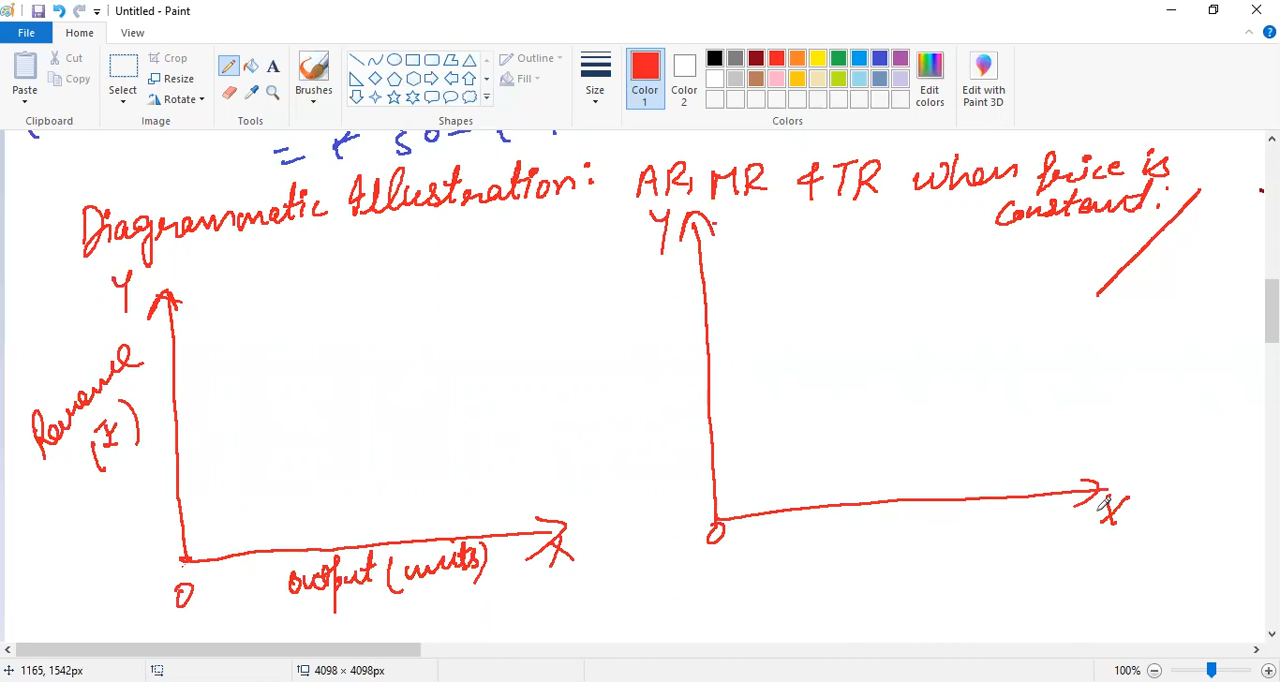 Untitled - Paint
File Home View
Paste Cut Copy
Clipboard
Select Crop Resize Rotate
Image
A
Tools
Brushes
Outline Fill
Shapes
Size
Color 1 Color 2
Edit colors
Colors
Edit with Paint 3D
Diagrammatic Illustration: AR, MR & TR when price is
constant.
Y
Y
Revenue
(₹)
O
output (units)
X
O
X
1165, 1542px
4098 × 4098px
100%